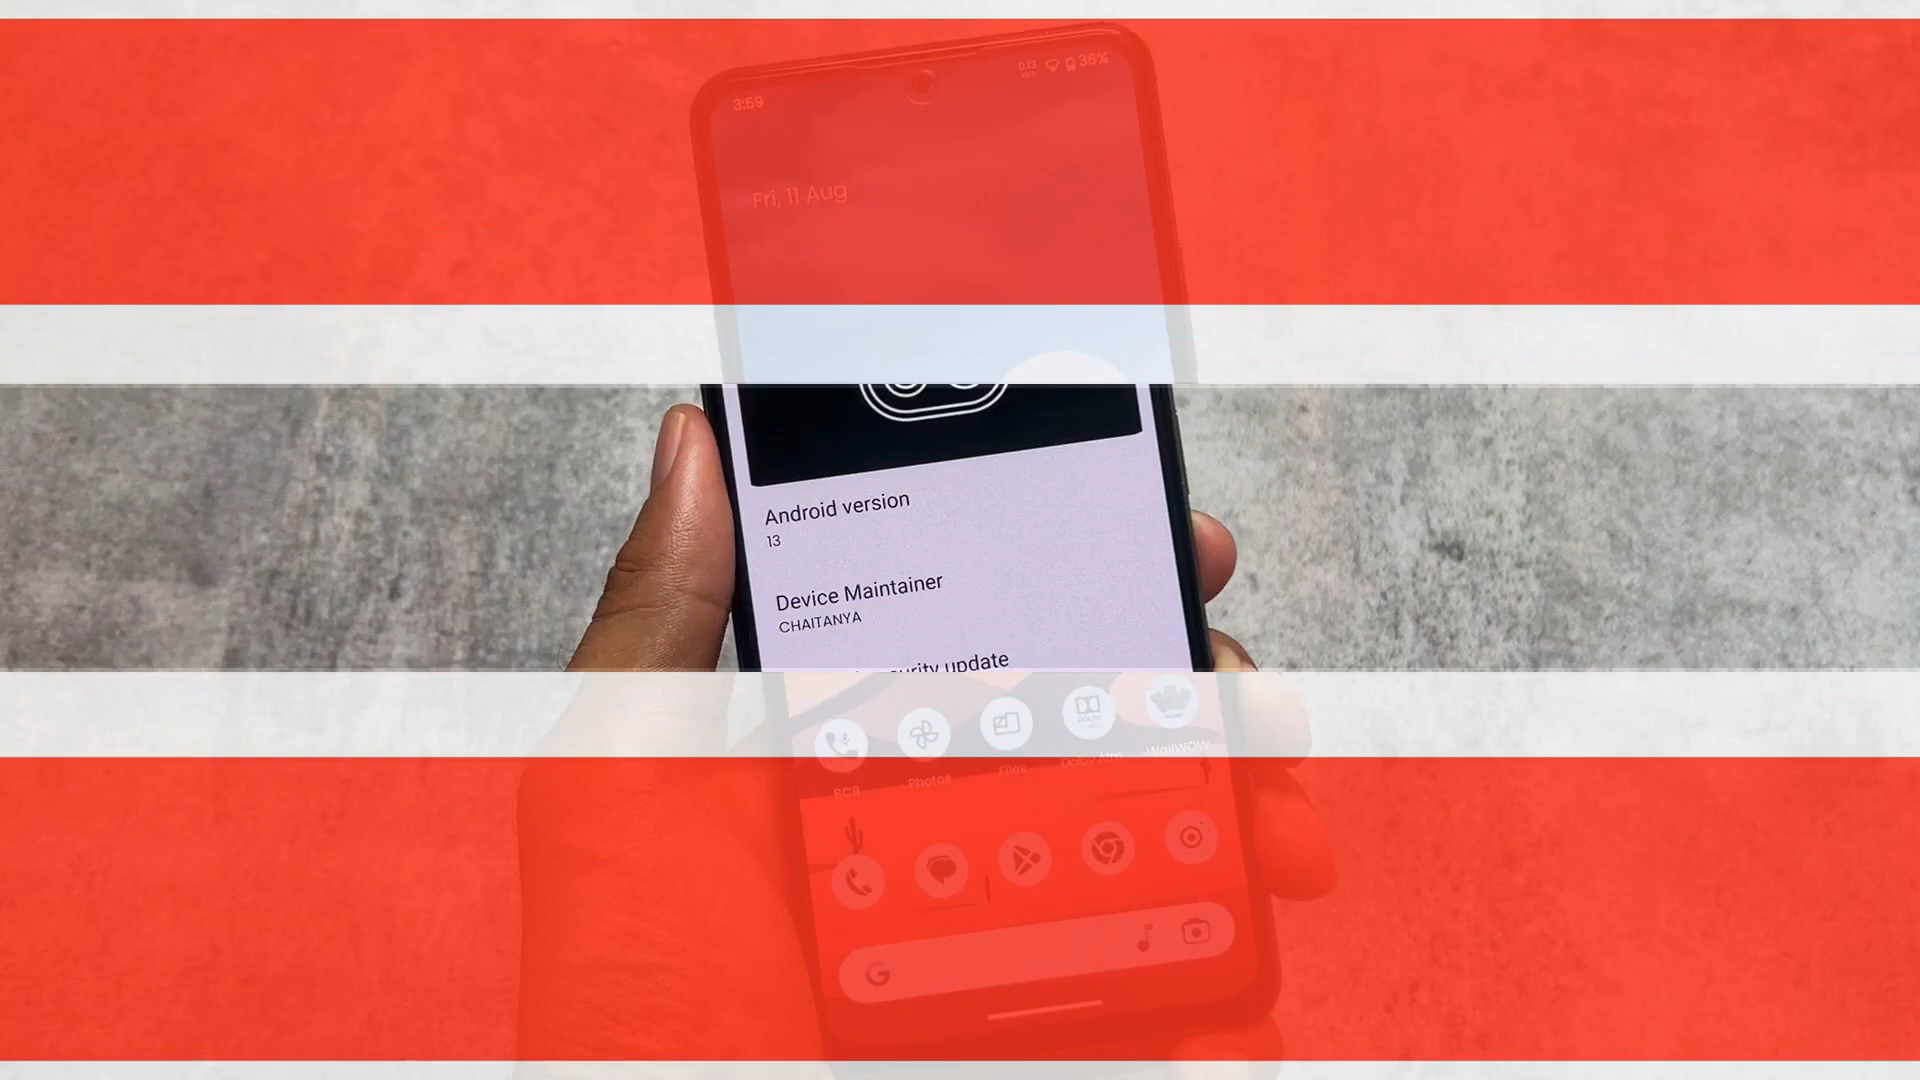 3:59
36%
Fri, 11 Aug
Android version
13
Device Maintainer
CHAITANYA
urity update
BCR
Photos
Files
Dolby Atm
WallWOW
G